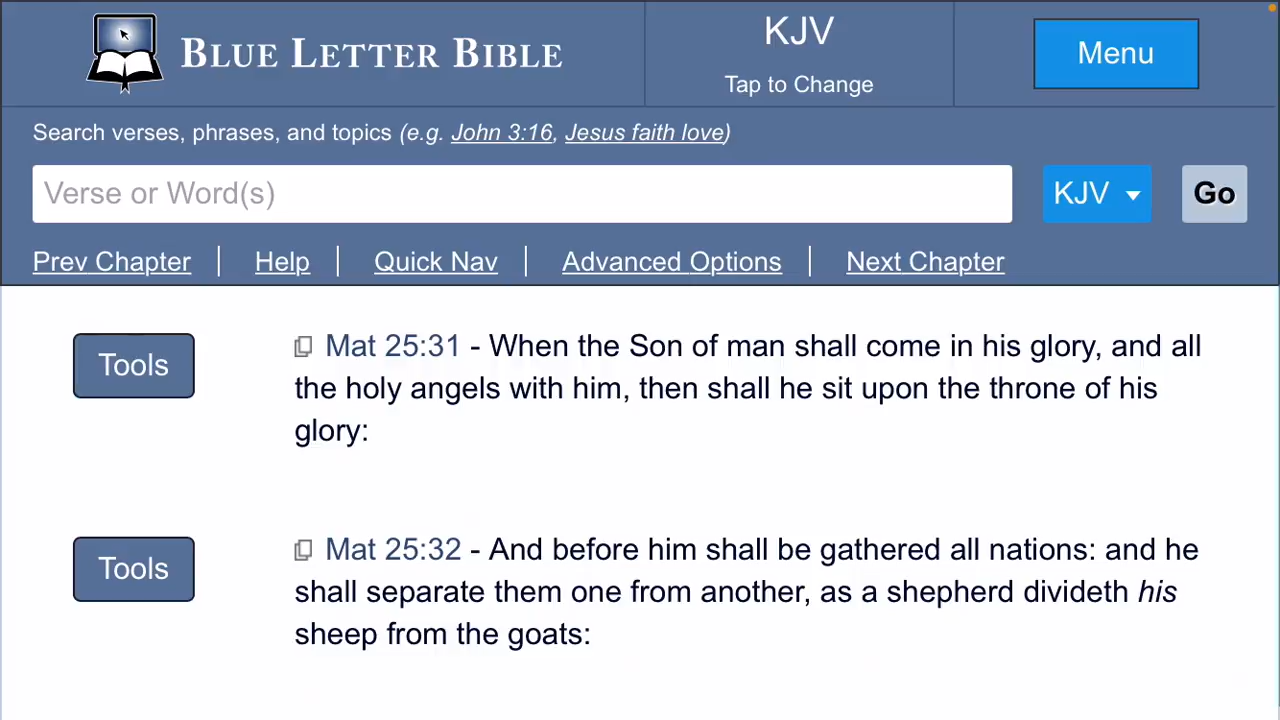 BLUE LETTER BIBLE
KJV
Tap to Change
Menu
Search verses, phrases, and topics (e.g. John 3:16, Jesus faith love)
Verse or Word(s)
KJV
Go
Prev Chapter
Help
Quick Nav
Advanced Options
Next Chapter
Tools
Mat 25:31 - When the Son of man shall come in his glory, and all
the holy angels with him, then shall he sit upon the throne of his
glory:
Tools
Mat 25:32 - And before him shall be gathered all nations: and he
shall separate them one from another, as a shepherd divideth his
sheep from the goats: